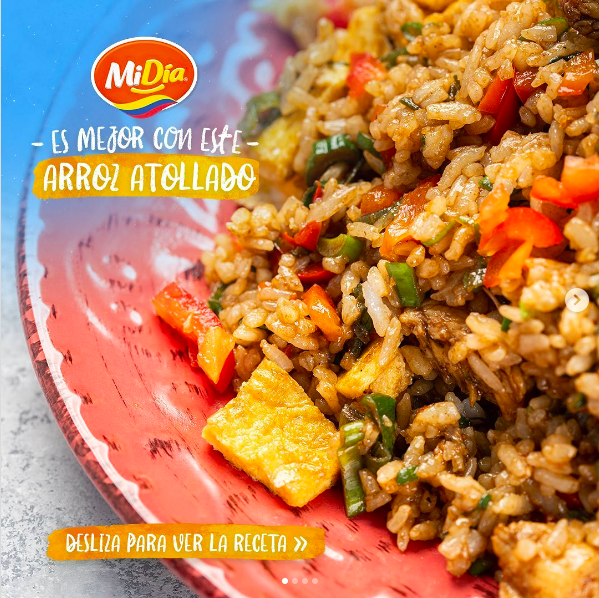 MiDía
- ES MEJOR CON ESTE -
ARROZ ATOLLADO
DESLIZA PARA VER LA RECETA »